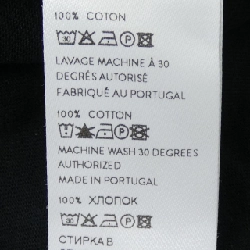 100% COTON
LAVAGE MACHINE À 30
DEGRÉS AUTORISÉ
FABRIQUÉ AU PORTUGAL
100% COTTON
MACHINE WASH 30 DEGREES
AUTHORIZED
MADE IN PORTUGAL
100% ХЛОПОК
СТИРКА В